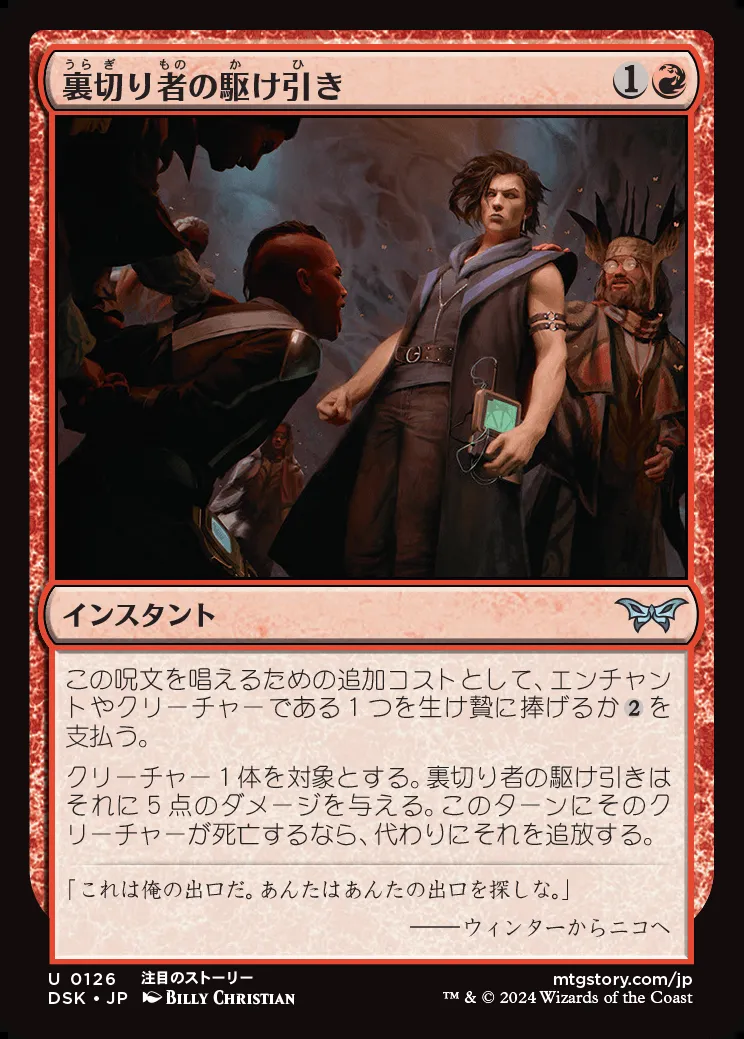 うらぎ もの か ひ
裏切り者の駆け引き 1
インスタント
この呪文を唱えるための追加コストとして、エンチャン
トやクリーチャーである1つを生け贄に捧げるか2を
支払う。
クリーチャー1体を対象とする。裏切り者の駆け引きは
それに5点のダメージを与える。このターンにそのク
リーチャーが死亡するなら、代わりにそれを追放する。
「これは俺の出口だ。あんたはあんたの出口を探しな。」
――ウィンターからニコへ
U 0126 注目のストーリー mtgstory.com/jp
DSK • JP BILLY CHRISTIAN ™ & © 2024 Wizards of the Coast